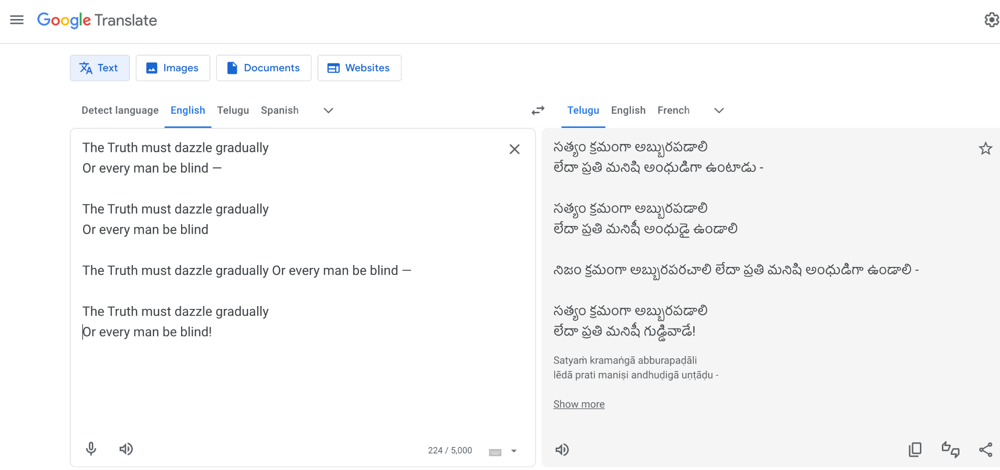 Google Translate
Text
Images
Documents
Websites
Detect language
English
Telugu
Spanish
Telugu
English
French
The Truth must dazzle gradually
Or every man be blind —
The Truth must dazzle gradually
Or every man be blind
The Truth must dazzle gradually Or every man be blind —
The Truth must dazzle gradually
Or every man be blind!
224 / 5,000
సత్యం క్రమంగా అబ్బురపడాలి
లేదా ప్రతి మనిషి అంధుడిగా ఉంటాడు -
సత్యం క్రమంగా అబ్బురపడాలి
లేదా ప్రతి మనిషీ అంధుడై ఉండాలి
నిజం క్రమంగా అబ్బురపరచాలి లేదా ప్రతి మనిషి అంధుడిగా ఉండాలి -
సత్యం క్రమంగా అబ్బురపడాలి
లేదా ప్రతి మనిషీ గుడ్డివాడే!
Satyaṁ kramaṅgā abburapaḍāli
lēdā prati maniṣi andhuḍigā uṇṭāḍu -
Show more